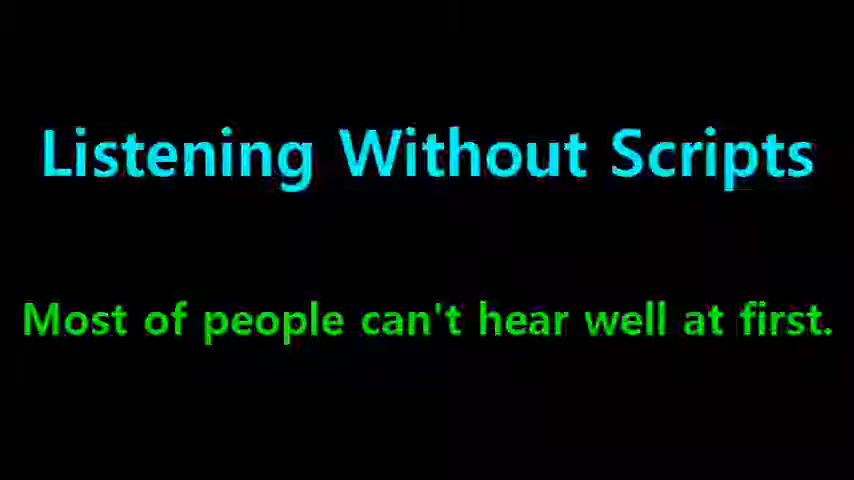 Listening Without Scripts
Most of people can't hear well at first.